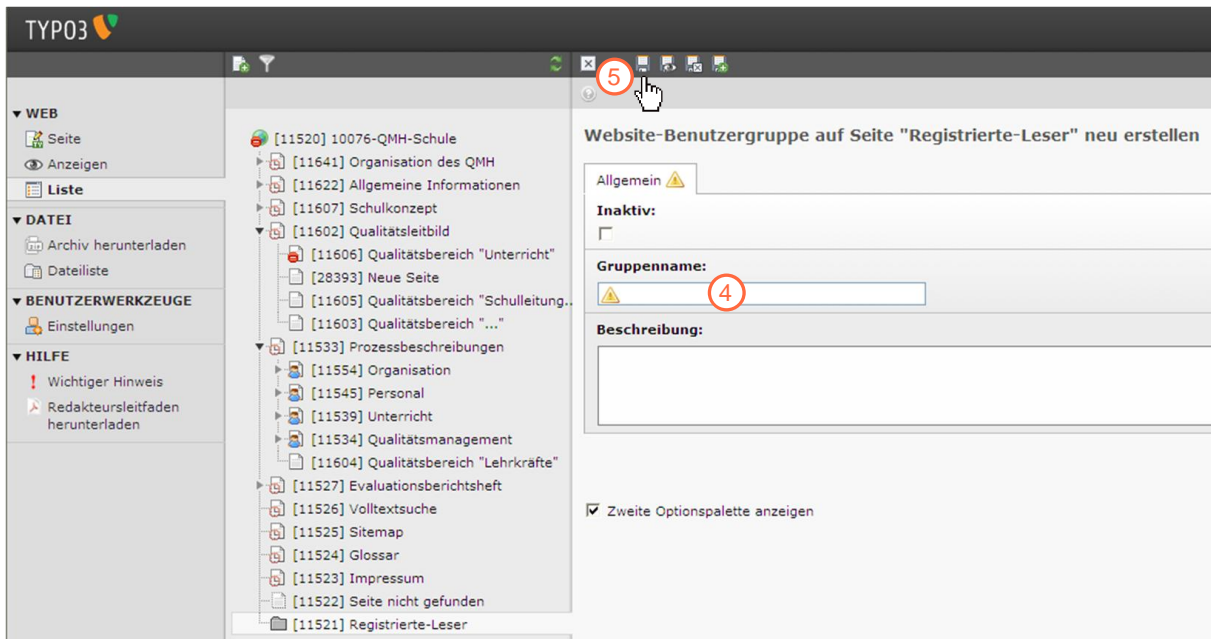 TYPO3
WEB
Seite
Anzeigen
Liste
DATEI
Archiv herunterladen
Dateiliste
BENUTZERWERKZEUGE
Einstellungen
HILFE
Wichtiger Hinweis
Redakteursleitfaden
herunterladen
[11520] 10076-QMH-Schule
[11641] Organisation des QMH
[11622] Allgemeine Informationen
[11607] Schulkonzept
[11602] Qualitätsleitbild
[11606] Qualitätsbereich "Unterricht"
[28393] Neue Seite
[11605] Qualitätsbereich "Schulleitung..
[11603] Qualitätsbereich "..."
[11533] Prozessbeschreibungen
[11554] Organisation
[11545] Personal
[11539] Unterricht
[11534] Qualitätsmanagement
[11604] Qualitätsbereich "Lehrkräfte"
[11527] Evaluationsberichtsheft
[11526] Volltextsuche
[11525] Sitemap
[11524] Glossar
[11523] Impressum
[11522] Seite nicht gefunden
[11521] Registrierte-Leser
5
Website-Benutzergruppe auf Seite "Registrierte-Leser" neu erstellen
Allgemein
Inaktiv:
Gruppenname:
4
Beschreibung:
Zweite Optionspalette anzeigen